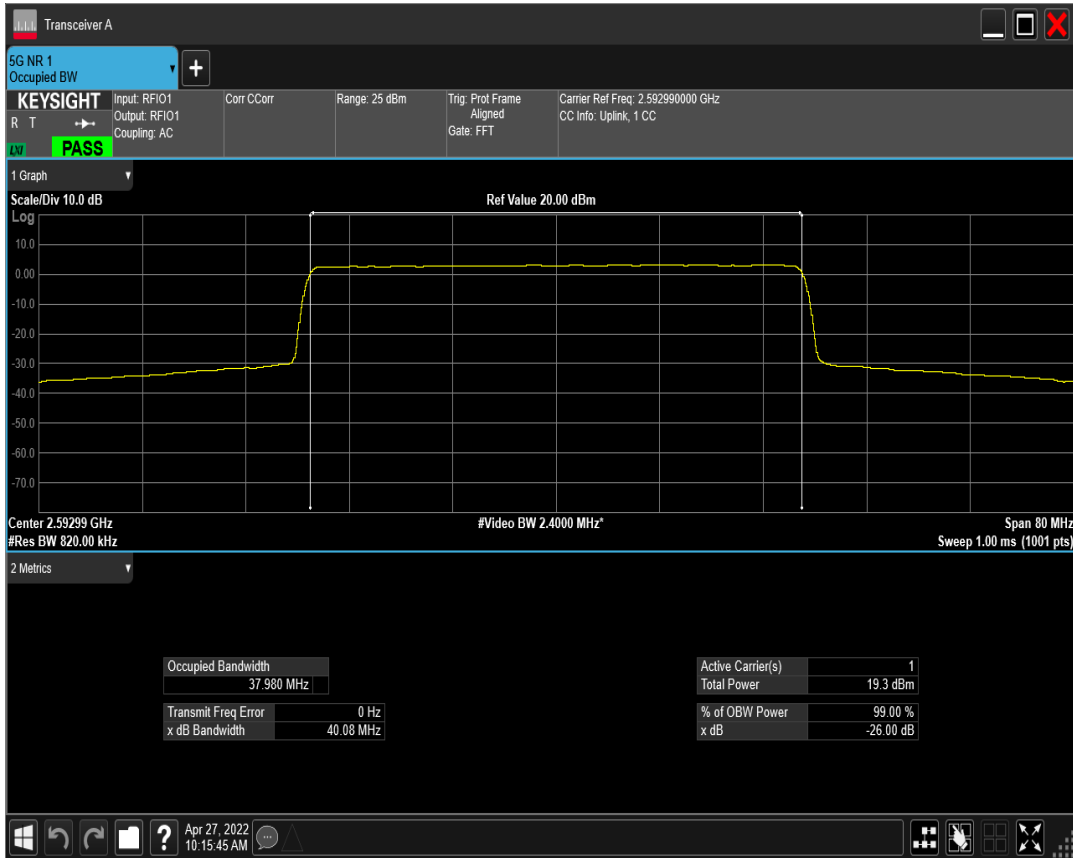 Transceiver A
5G NR 1
Occupied BW
KEYSIGHT
R T
LXI
PASS
Input: RFIO1
Output: RFIO1
Coupling: AC
Corr CCorr
Range: 25 dBm
Trig: Prot Frame
Aligned
Gate: FFT
Carrier Ref Freq: 2.592990000 GHz
CC Info: Uplink, 1 CC
1 Graph
Scale/Div 10.0 dB
Ref Value 20.00 dBm
Log
10.0
0.00
-10.0
-20.0
-30.0
-40.0
-50.0
-60.0
-70.0
Center 2.59299 GHz
#Video BW 2.4000 MHz*
Span 80 MHz
#Res BW 820.00 kHz
Sweep 1.00 ms (1001 pts)
2 Metrics
Occupied Bandwidth
37.980 MHz
Transmit Freq Error 0 Hz
x dB Bandwidth 40.08 MHz
Active Carrier(s) 1
Total Power 19.3 dBm
% of OBW Power 99.00 %
x dB -26.00 dB
Apr 27, 2022
10:15:45 AM